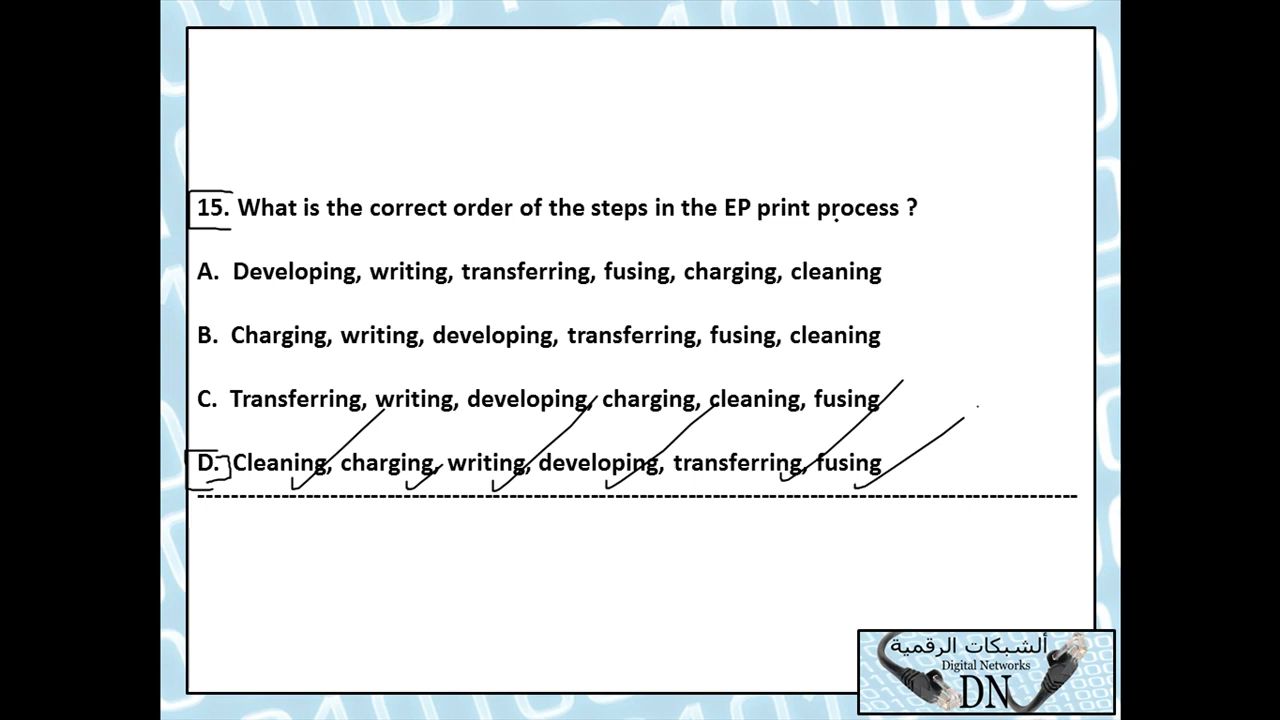 15. What is the correct order of the steps in the EP print process ?
A. Developing, writing, transferring, fusing, charging, cleaning
B. Charging, writing, developing, transferring, fusing, cleaning
C. Transferring, writing, developing, charging, cleaning, fusing
D. Cleaning, charging, writing, developing, transferring, fusing
ألشبكات الرقمية
Digital Networks
DN